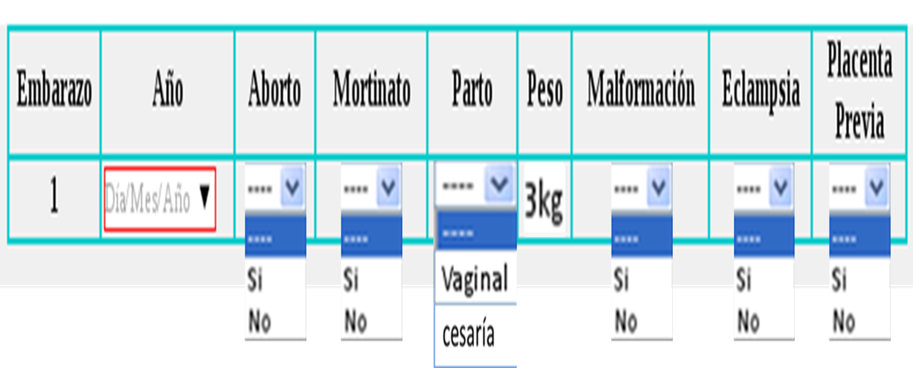 Embarazo Año Aborto Mortinato Parto Peso Malformación Eclampsia Placenta Previa
1 Día/Mes/Año ---- ---- ---- 3kg ---- ---- ----
---- ---- ---- ---- ---- ----
Si Si Vaginal Si Si Si
No No cesaría No No No